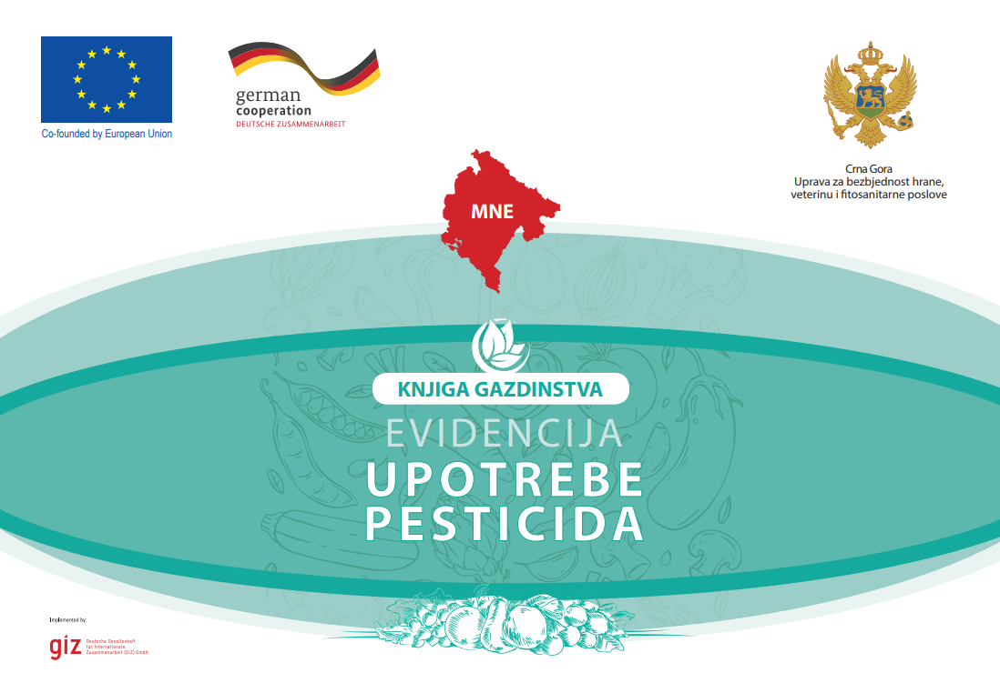 Co-founded by European Union
german
cooperation
DEUTSCHE ZUSAMMENARBEIT
Crna Gora
Uprava za bezbjednost hrane,
veterinu i fitosanitarne poslove
MNE
KNJIGA GAZDINSTVA
EVIDENCIJA
UPOTREBE
PESTICIDA
Implemented by:
giz
Deutsche Gesellschaft
für Internationale
Zusammenarbeit (GIZ) GmbH